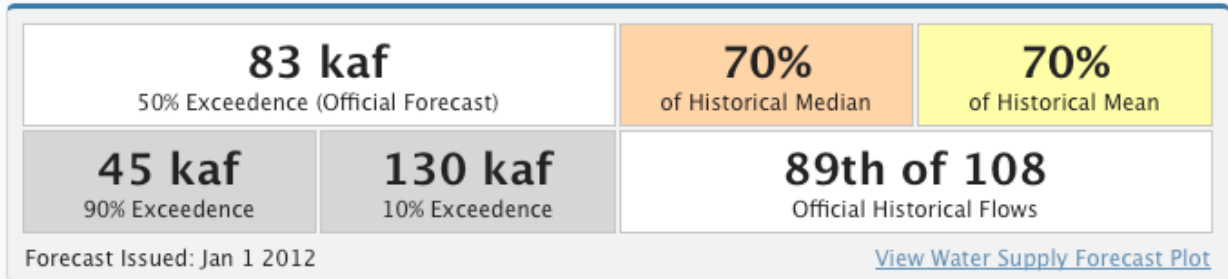 83 kaf
50% Exceedence (Official Forecast)
70%
of Historical Median
70%
of Historical Mean
45 kaf
90% Exceedence
130 kaf
10% Exceedence
89th of 108
Official Historical Flows
Forecast Issued: Jan 1 2012
View Water Supply Forecast Plot